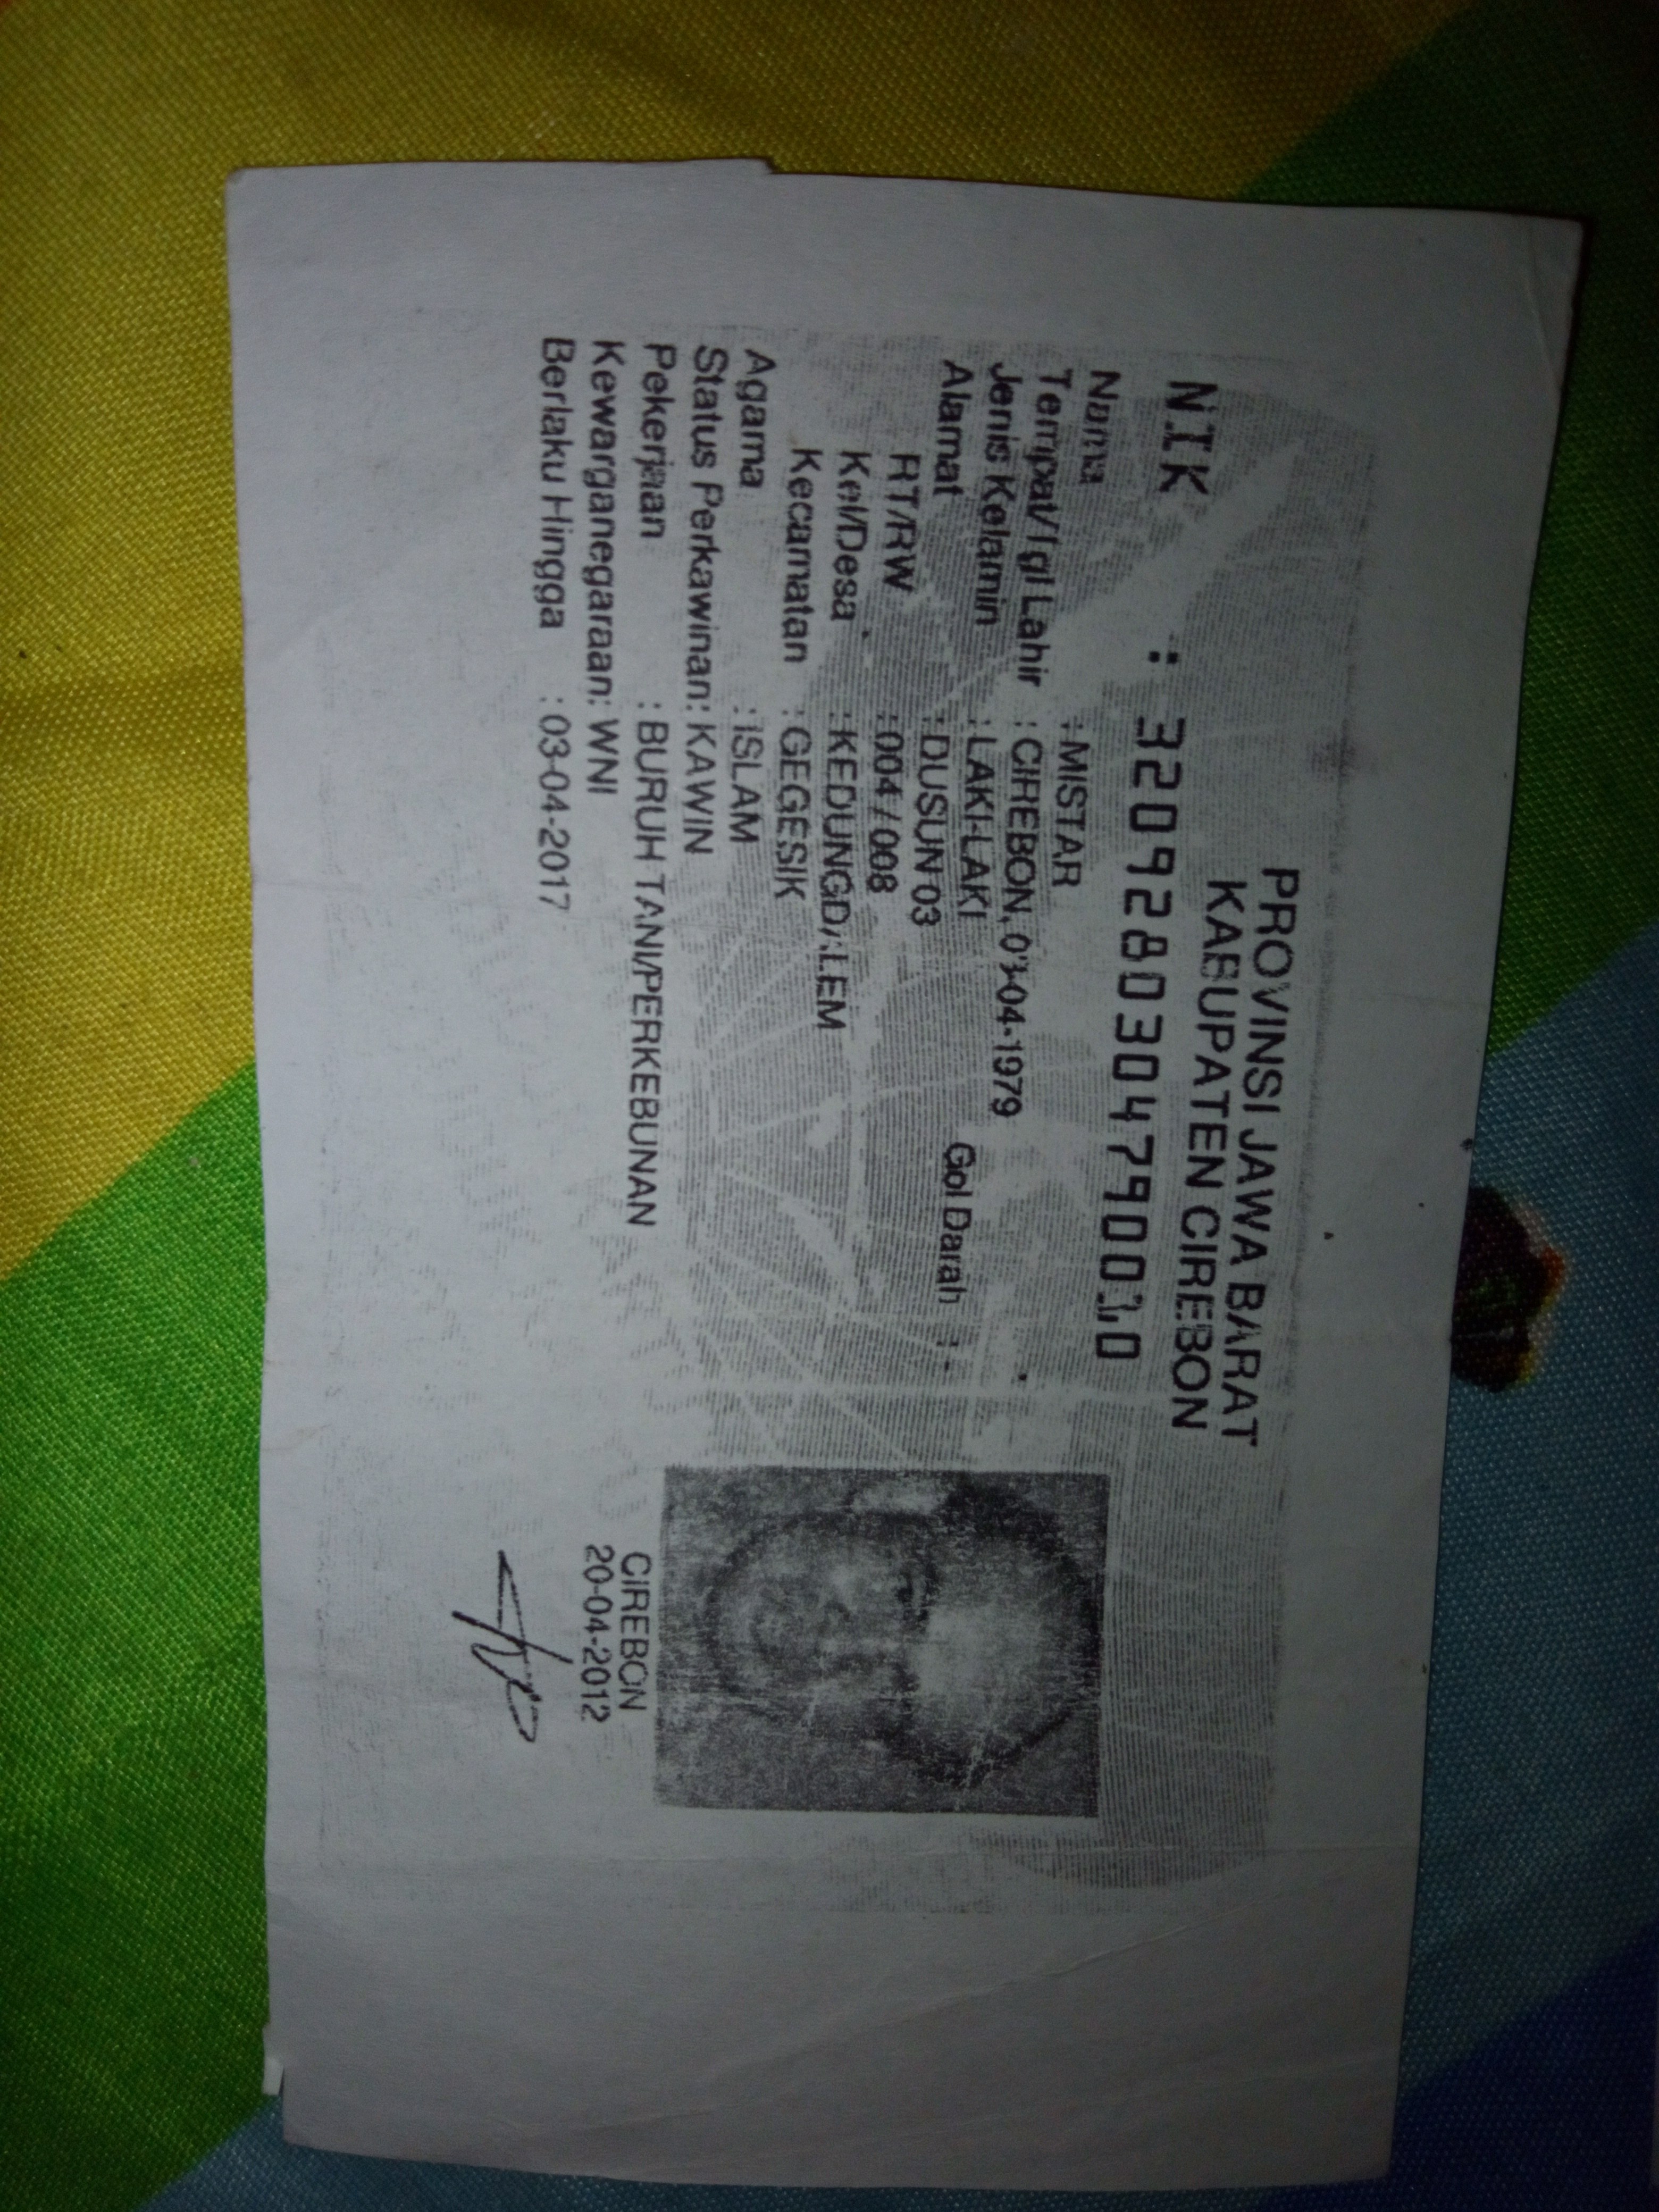 PROVINSI JAWA BARAT
KABUPATEN CIREBON
NIK :
Nama : MISTAR
Tempat/Tgl Lahir : CIREBON, 03-04-1979
Jenis Kelamin : LAKI-LAKI Gol Darah : -
Alamat : DUSUN 03
RT/RW : 004 / 008
Kel/Desa : KEDUNGDALEM
Kecamatan : GEGESIK
Agama : ISLAM
Status Perkawinan: KAWIN
Pekerjaan : BURUH TANI/PERKEBUNAN
Kewarganegaraan: WNI
Berlaku Hingga : 03-04-2017
CIREBON
20-04-2012